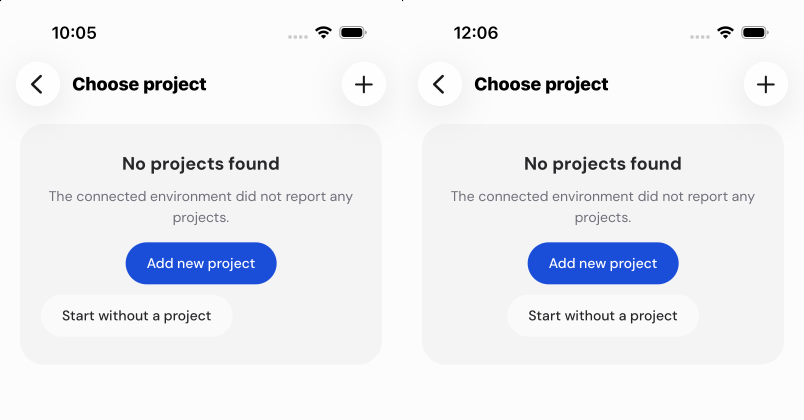 10:05
Choose project
No projects found
The connected environment did not report any
projects.
Add new project
Start without a project
12:06
Choose project
No projects found
The connected environment did not report any
projects.
Add new project
Start without a project